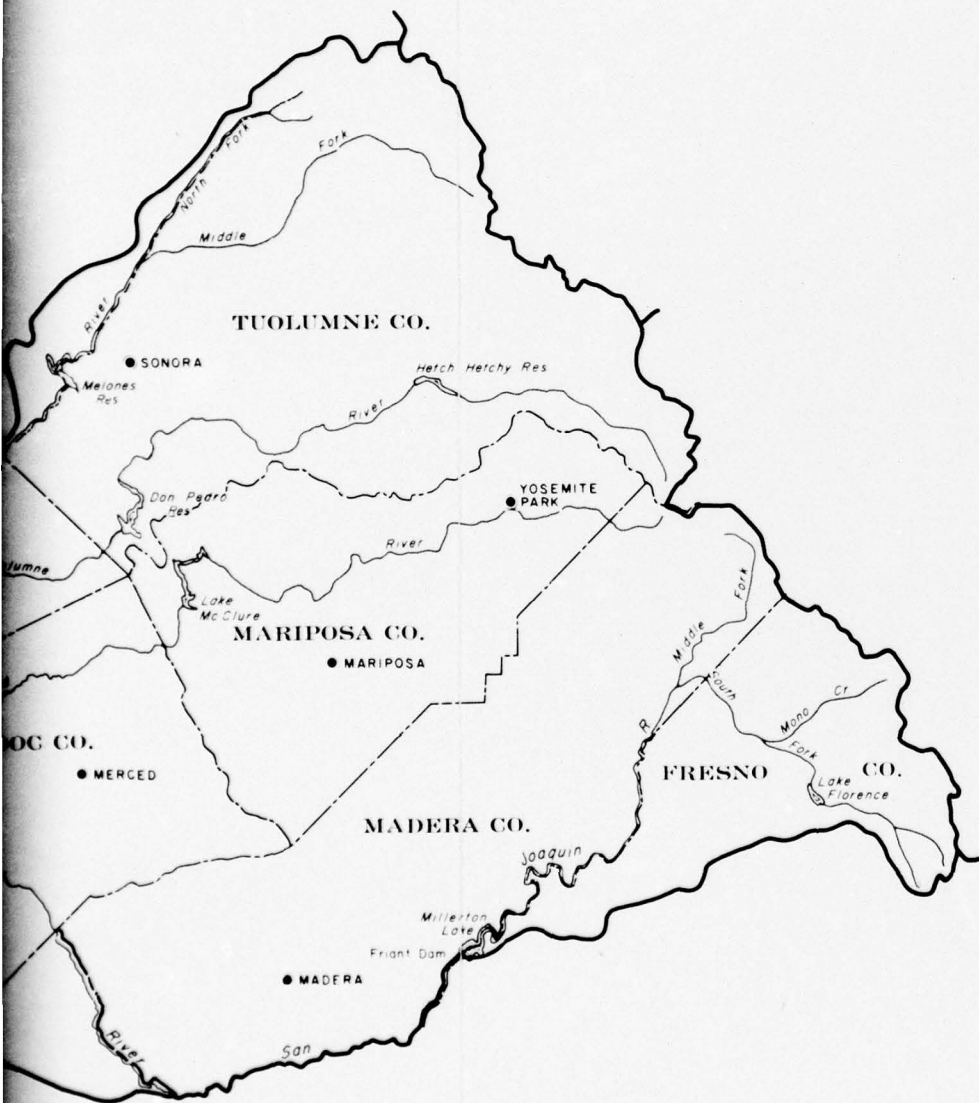 Fork
North
Fork
Middle
River
TUOLUMNE CO.
SONORA
Hetch Hetchy Res
Melones
Res
River
YOSEMITE
PARK
Don Pedro
Res
River
lumne
Lake
McClure
Fork
MARIPOSA CO.
Middle
MARIPOSA
South
Cr.
Mono
R
OC CO.
Fork
MERCED
FRESNO CO.
Lake
Florence
MADERA CO.
Joaquin
Millerton
Lake
Friant Dam
MADERA
River
San